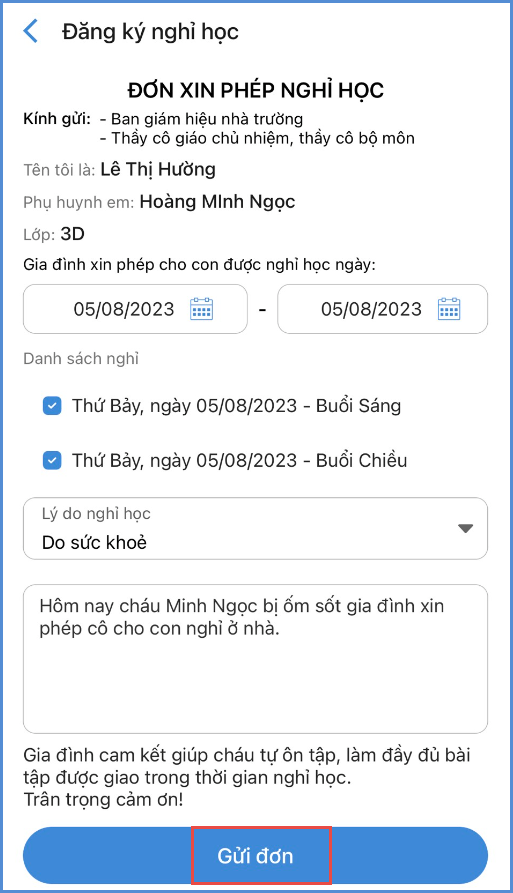 Đăng ký nghỉ học
ĐƠN XIN PHÉP NGHỈ HỌC
Kính gửi: - Ban giám hiệu nhà trường
- Thầy cô giáo chủ nhiệm, thầy cô bộ môn
Tên tôi là: Lê Thị Hường
Phụ huynh em: Hoàng MInh Ngọc
Lớp: 3D
Gia đình xin phép cho con được nghỉ học ngày:
05/08/2023 - 05/08/2023
Danh sách nghỉ
Thứ Bảy, ngày 05/08/2023 - Buổi Sáng
Thứ Bảy, ngày 05/08/2023 - Buổi Chiều
Lý do nghỉ học
Do sức khoẻ
Hôm nay cháu Minh Ngọc bị ốm sốt gia đình xin
phép cô cho con nghỉ ở nhà.
Gia đình cam kết giúp cháu tự ôn tập, làm đầy đủ bài
tập được giao trong thời gian nghỉ học.
Trân trọng cảm ơn!
Gửi đơn